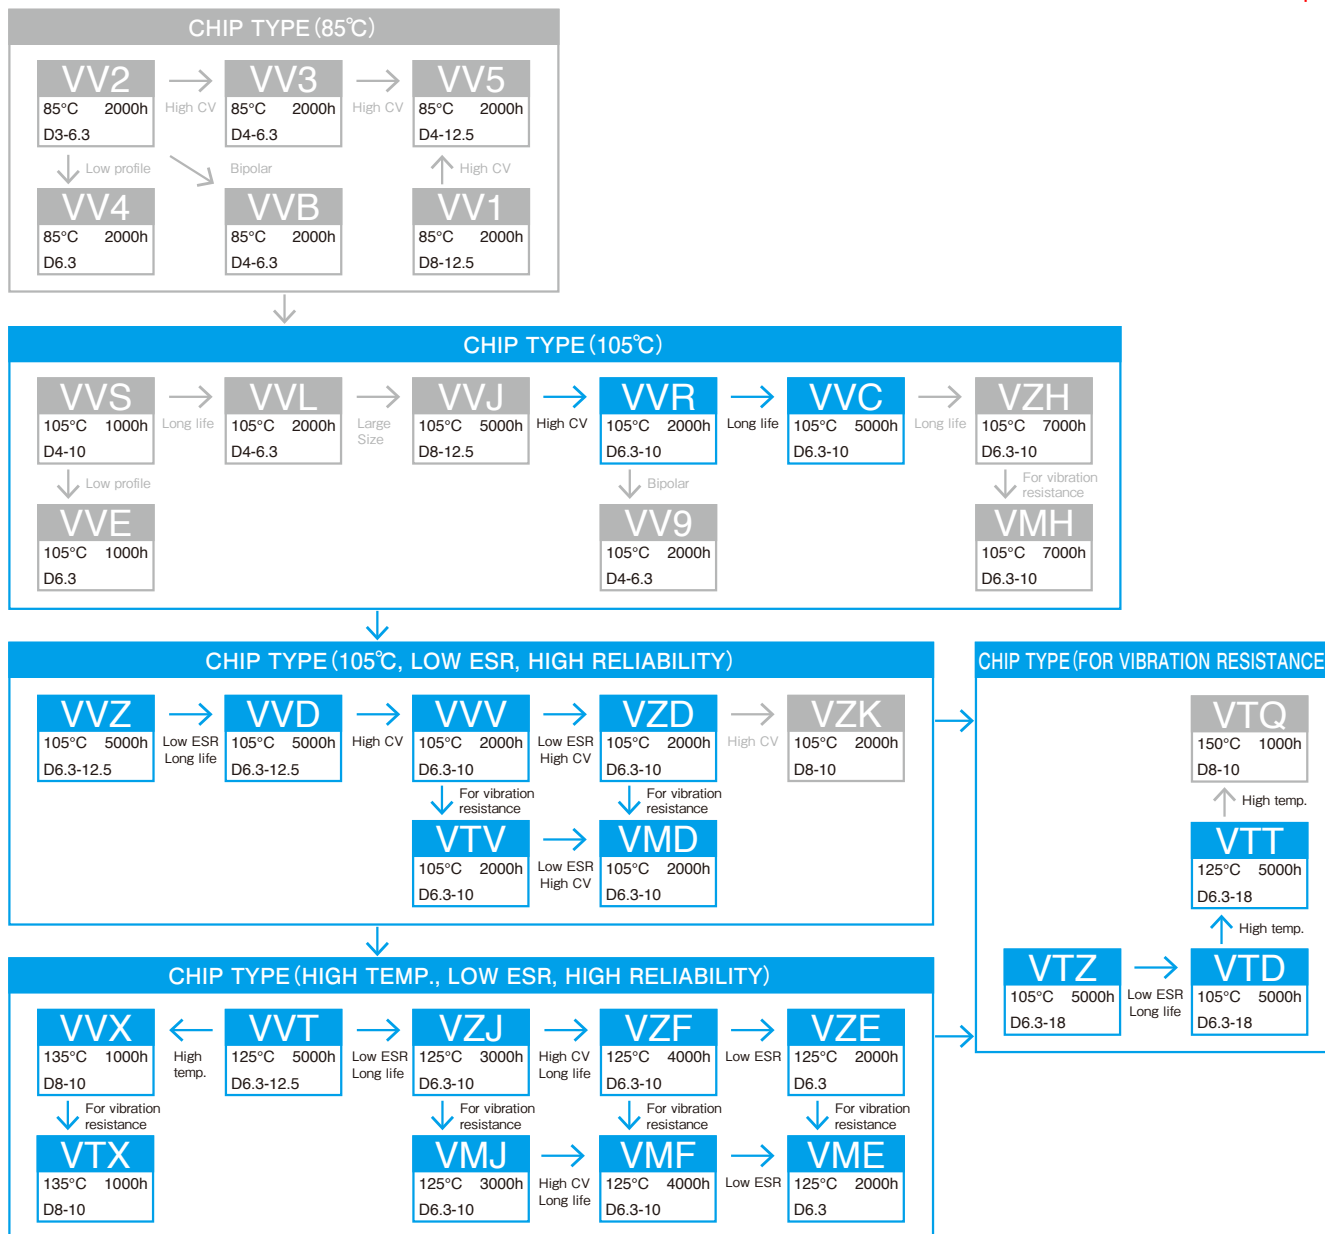 CHIP TYPE(85℃)
VV2 VV3 VV5
High CV High CV
85°C 2000h 85°C 2000h 85°C 2000h
D3-6.3 D4-6.3 D4-12.5
Low profile Bipolar High CV
VV4 VVB VV1
85°C 2000h 85°C 2000h 85°C 2000h
D6.3 D4-6.3 D8-12.5
CHIP TYPE(105℃)
VVS VVL VVJ VVR VVC VZH
105°C 1000h 105°C 2000h 105°C 5000h 105°C 2000h 105°C 5000h 105°C 7000h
Long life Large High CV Long life Long life
Size
D4-10 D4-6.3 D8-12.5 D6.3-10 D6.3-10 D6.3-10
Low profile Bipolar For vibration
resistance
VVE VV9 VMH
105°C 1000h 105°C 2000h 105°C 7000h
D6.3 D4-6.3 D6.3-10
CHIP TYPE(105℃, LOW ESR, HIGH RELIABILITY)
VVZ VVD VVV VZD VZK
105°C 5000h 105°C 5000h 105°C 2000h 105°C 2000h 105°C 2000h
Low ESR High CV Low ESR High CV
Long life High CV
D6.3-12.5 D6.3-12.5 D6.3-10 D6.3-10 D8-10
For vibration For vibration
resistance resistance
VTV VMD
105°C 2000h Low ESR 105°C 2000h
High CV
D6.3-10 D6.3-10
CHIP TYPE(FOR VIBRATION RESISTANCE
VTQ
150°C 1000h
D8-10
High temp.
VTT
125°C 5000h
D6.3-18
High temp.
VTZ VTD
105°C 5000h Low ESR 105°C 5000h
Long life
D6.3-18 D6.3-18
CHIP TYPE(HIGH TEMP., LOW ESR, HIGH RELIABILITY)
VVX VVT VZJ VZF VZE
135°C 1000h High 125°C 5000h Low ESR 125°C 3000h High CV 125°C 4000h Low ESR 125°C 2000h
temp. Long life Long life
D8-10 D6.3-12.5 D6.3-10 D6.3-10 D6.3
For vibration For vibration For vibration For vibration
resistance resistance resistance resistance
VTX VMJ VMF VME
135°C 1000h 125°C 3000h High CV 125°C 4000h Low ESR 125°C 2000h
Long life
D8-10 D6.3-10 D6.3-10 D6.3